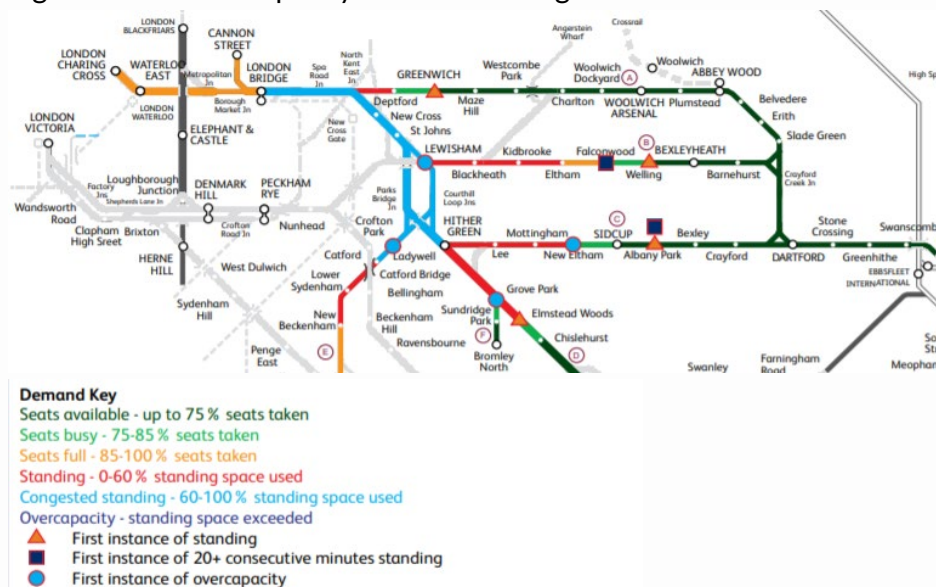 LONDON
BLACKFRIARS
CANNON
STREET
LONDON
CHARING
CROSS
WATERLOO
EAST
Metropolitan
Jn
LONDON
BRIDGE
Spa
Road
Jn
North
Kent
East
Jn
GREENWICH
Westcombe
Park
Angerstein
Wharf
Crossrail
Woolwich
Dockyard
A
Woolwich
ABBEY WOOD
High Sp
LONDON
WATERLOO
Borough
Market Jn
Deptford
Maze
Hill
Charlton
WOOLWICH
ARSENAL
Plumstead
Belvedere
Erith
Slade Green
LONDON
VICTORIA
ELEPHANT &
CASTLE
New
Cross
Gate
New Cross
St Johns
LEWISHAM
Kidbrooke
Falconwood
B
BEXLEYHEATH
Blackheath
Eltham
Welling
Barnehurst
Crayford
Creek Jn
Factory
Jns
Loughborough
Junction
Shepherds Lane Jn
DENMARK
HILL
PECKHAM
RYE
Parks
Bridge
Jn
Courthill
Loop Jns
Wandsworth
Road
Clapham
High Sreet
Brixton
Crofton
Road Jn
Nunhead
Crofton
Park
HITHER
GREEN
Mottingham
C
SIDCUP
Bexley
Stone
Crossing
Swanscomb
HERNE
HILL
West Dulwich
Catford
Ladywell
Catford Bridge
Lee
New Eltham
Albany Park
Crayford
DARTFORD
Greenhithe
EBBSFLEET
INTERNATIONAL
Sydenham
Hill
Lower
Sydenham
Bellingham
Grove Park
New
Beckenham
Beckenham
Hill
Sundridge
Park
Elmstead Woods
Penge
East
E
Ravensbourne
F
Chislehurst
Bromley
North
D
Swanley
Farningham
Road
So
St
Meopham
Demand Key
Seats available - up to 75% seats taken
Seats busy - 75-85% seats taken
Seats full - 85-100% seats taken
Standing - 0-60% standing space used
Congested standing - 60-100% standing space used
Overcapacity - standing space exceeded
First instance of standing
First instance of 20+ consecutive minutes standing
First instance of overcapacity